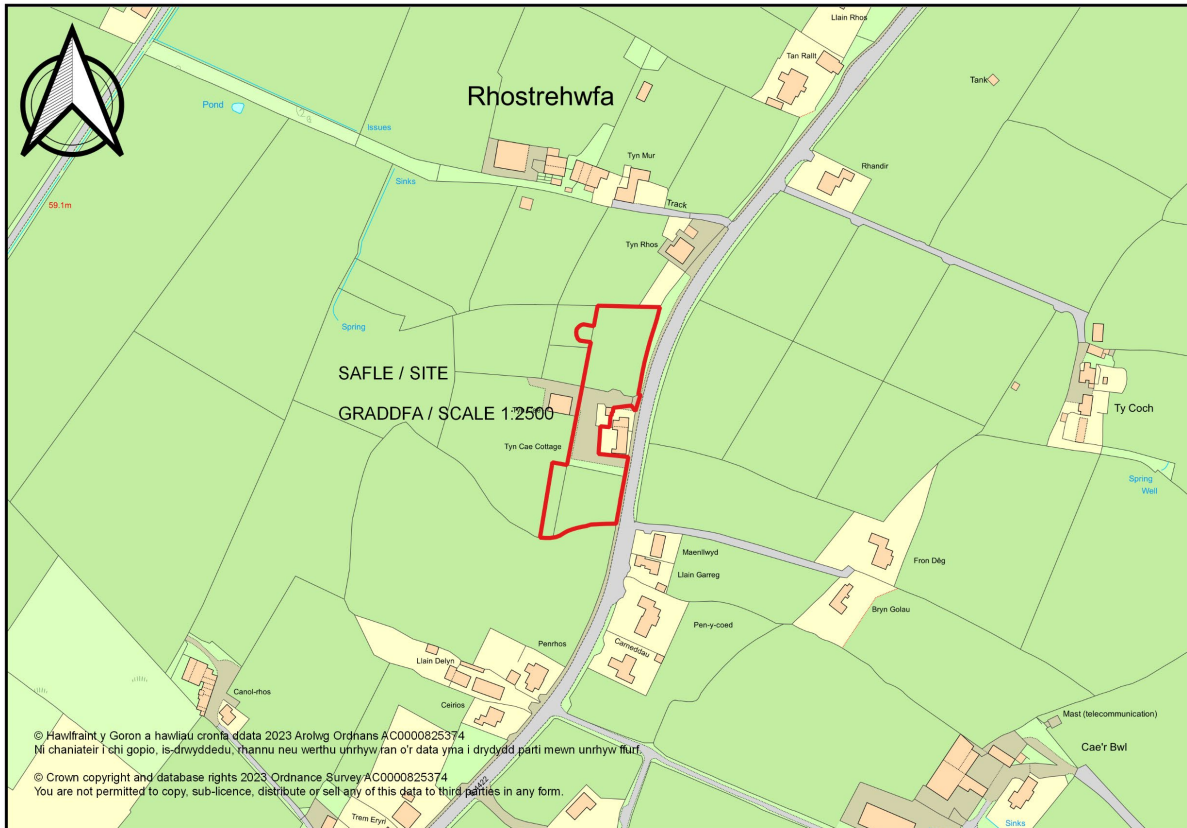 Llain Rhos
Tan Rallt
Rhostrehwfa
Tank
Pond
Issues
Tyn Mur
Rhandir
Sinks
59.1m
Track
Tyn Rhos
Spring
SAFLE / SITE
GRADDFA / SCALE 1:2500
Ty Coch
Tyn Cae Cottage
Spring
Well
Maenllwyd
Llain Garreg
Fron Dêg
Bryn Golau
Pen-y-coed
Penrhos
Carneddau
Llain Delyn
Canol-rhos
Ceirios
Mast (telecommunication)
Cae'r Bwl
© Hawlfraint y Goron a hawliau cronfa ddata 2023 Arolwg Ordnans AC0000825374
Ni chaniateir i chi gopio, is-drwyddedu, rhannu neu werthu unrhyw ran o'r data yma i drydydd parti mewn unrhyw ffurf.
© Crown copyright and database rights 2023 Ordnance Survey AC0000825374
You are not permitted to copy, sub-licence, distribute or sell any of this data to third parties in any form.
Trem Eryri
Sinks